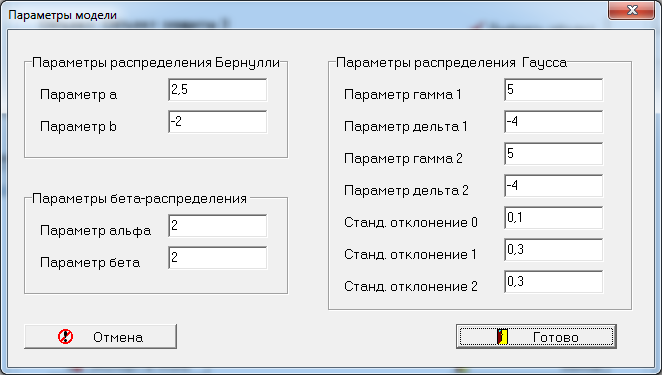 Параметры модели
Параметры распределения Бернулли
Параметр a
2,5
Параметр b
-2
Параметры бета-распределения
Параметр альфа
2
Параметр бета
2
Параметры распределения Гаусса
Параметр гамма 1
5
Параметр дельта 1
-4
Параметр гамма 2
5
Параметр дельта 2
-4
Станд. отклонение 0
0,1
Станд. отклонение 1
0,3
Станд. отклонение 2
0,3
Отмена
Готово